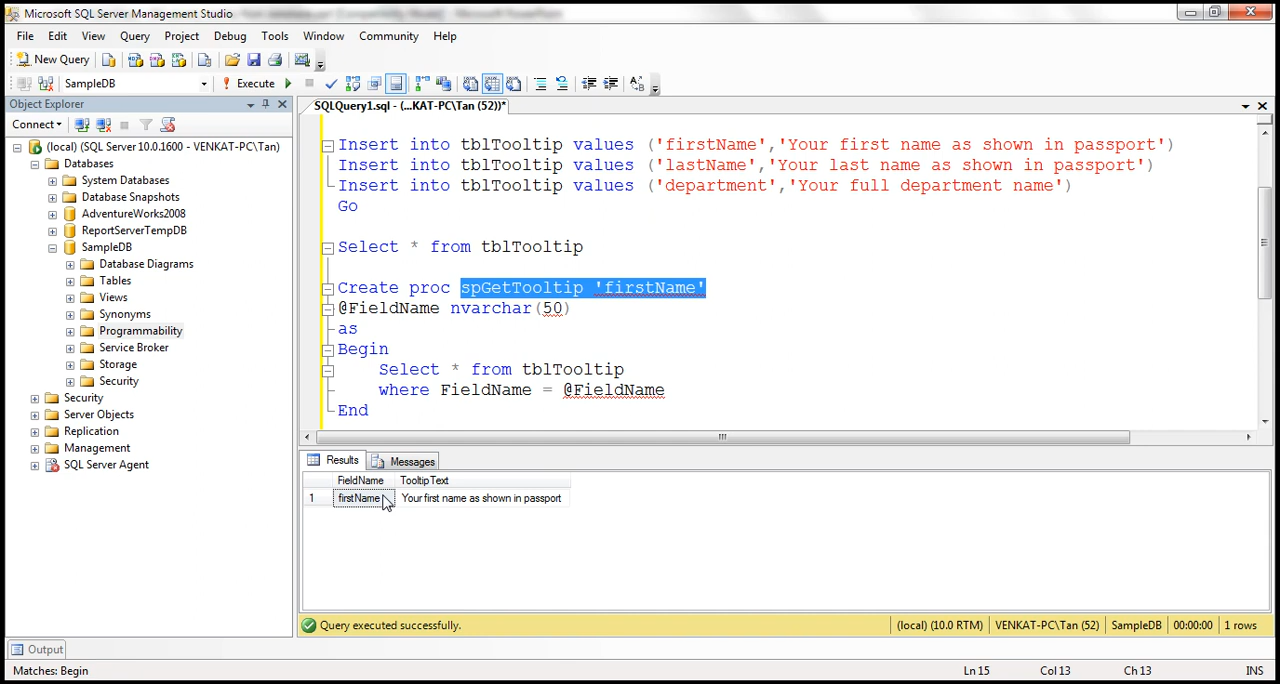 Microsoft SQL Server Management Studio
File Edit View Query Project Debug Tools Window Community Help
New Query
SampleDB Execute
Object Explorer
SQLQuery1.sql - (...KAT-PC\Tan (52))*
Connect
(local) (SQL Server 10.0.1600 - VENKAT-PC\Tan)
Databases
System Databases
Database Snapshots
AdventureWorks2008
ReportServerTempDB
SampleDB
Database Diagrams
Tables
Views
Synonyms
Programmability
Service Broker
Storage
Security
Security
Server Objects
Replication
Management
SQL Server Agent
Insert into tblTooltip values ('firstName','Your first name as shown in passport')
Insert into tblTooltip values ('lastName','Your last name as shown in passport')
Insert into tblTooltip values ('department','Your full department name')
Go
Select * from tblTooltip
Create proc spGetTooltip 'firstName'
@FieldName nvarchar(50)
as
Begin
Select * from tblTooltip
where FieldName = @FieldName
End
Results Messages
FieldName TooltipText
1 firstName Your first name as shown in passport
Query executed successfully. (local) (10.0 RTM) VENKAT-PC\Tan (52) SampleDB 00:00:00 1 rows
Output
Matches: Begin Ln 15 Col 13 Ch 13 INS